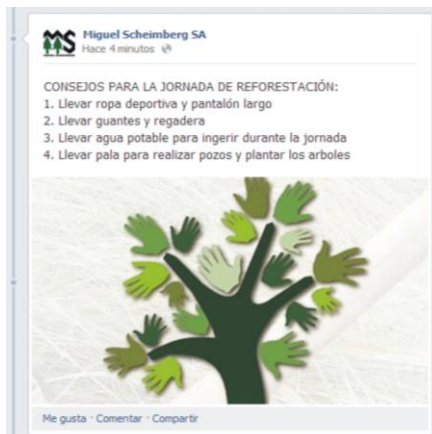 MS
Miguel Scheimberg SA
Hace 4 minutos
CONSEJOS PARA LA JORNADA DE REFORESTACIÓN:
1. Llevar ropa deportiva y pantalón largo
2. Llevar guantes y regadera
3. Llevar agua potable para ingerir durante la jornada
4. Llevar pala para realizar pozos y plantar los arboles
Me gusta · Comentar · Compartir